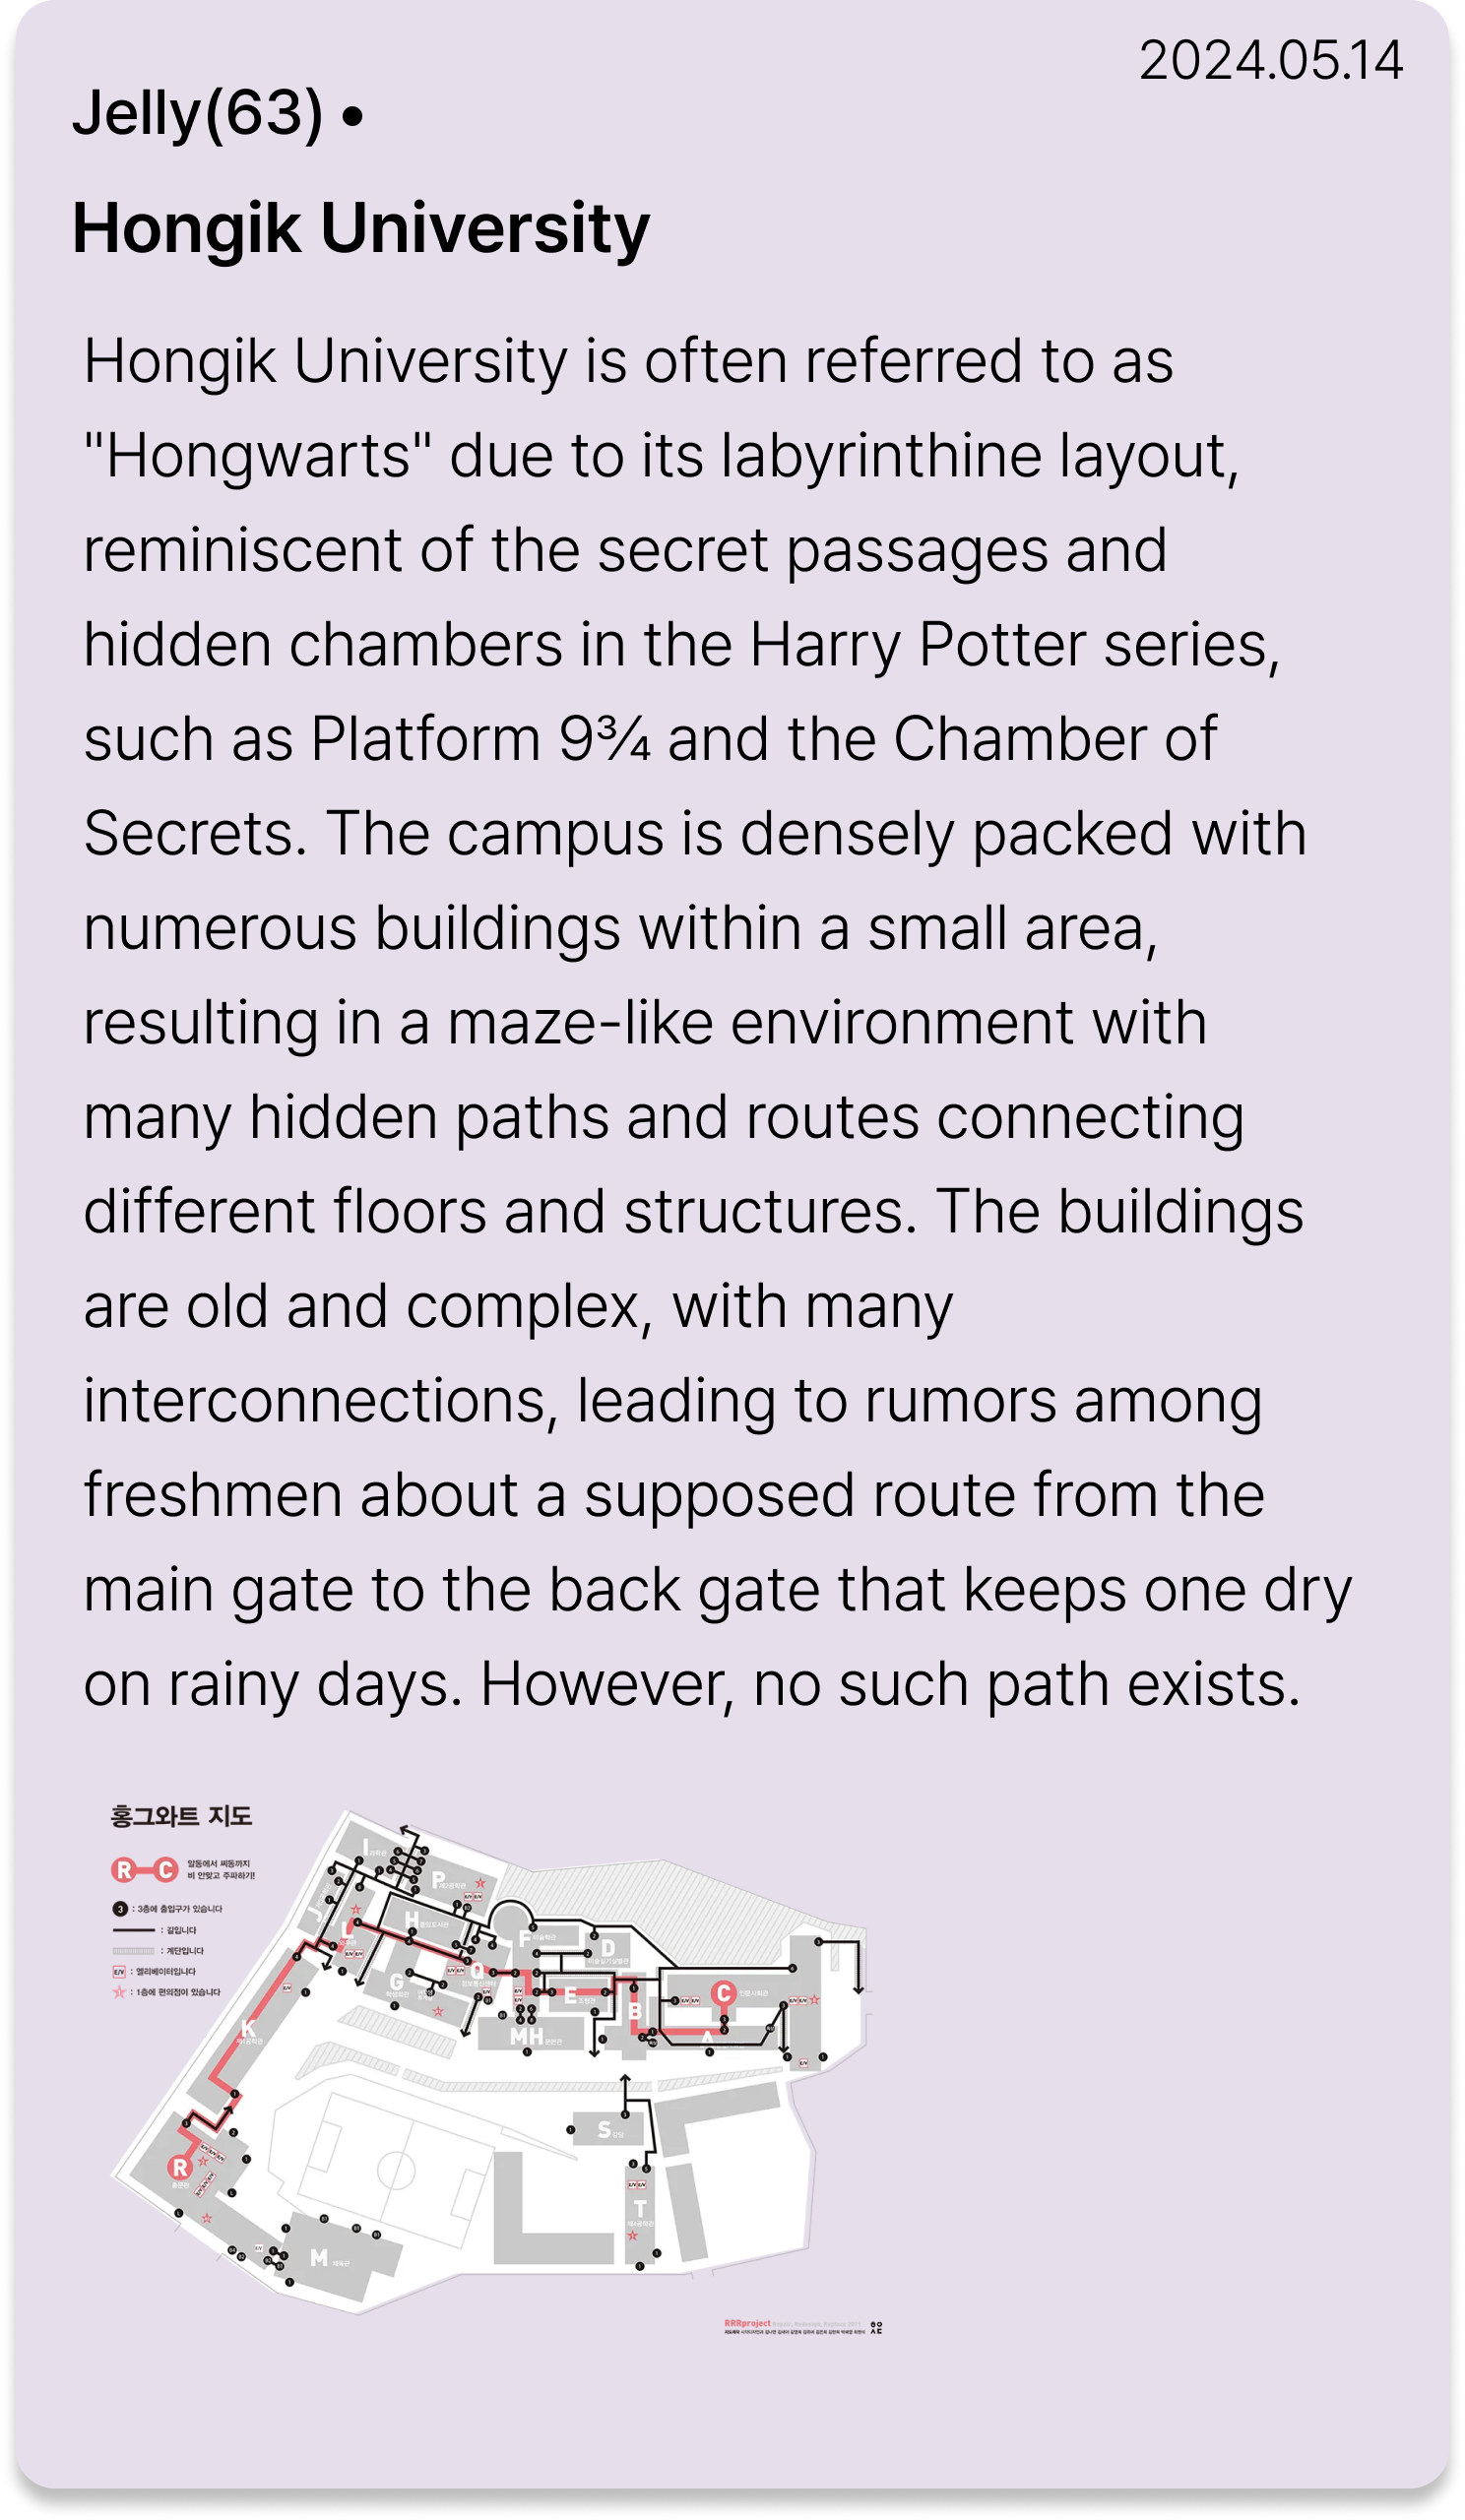 2024.05.14
Jelly(63) •
Hongik University
Hongik University is often referred to as
"Hongwarts" due to its labyrinthine layout,
reminiscent of the secret passages and
hidden chambers in the Harry Potter series,
such as Platform 9¾ and the Chamber of
Secrets. The campus is densely packed with
numerous buildings within a small area,
resulting in a maze-like environment with
many hidden paths and routes connecting
different floors and structures. The buildings
are old and complex, with many
interconnections, leading to rumors among
freshmen about a supposed route from the
main gate to the back gate that keeps one dry
on rainy days. However, no such path exists.
홍그와트 지도
R C 알동에서 씨동까지
비 안맞고 주파하기!
3 : 3층에 출입구가 있습니다
: 길입니다
: 계단입니다
E/V : 엘리베이터입니다
1 : 1층에 편의점이 있습니다
I
P
J
H
L
F
D
G
Q
E
C
B
K
MH
A
S
R
T
M
RRRproject